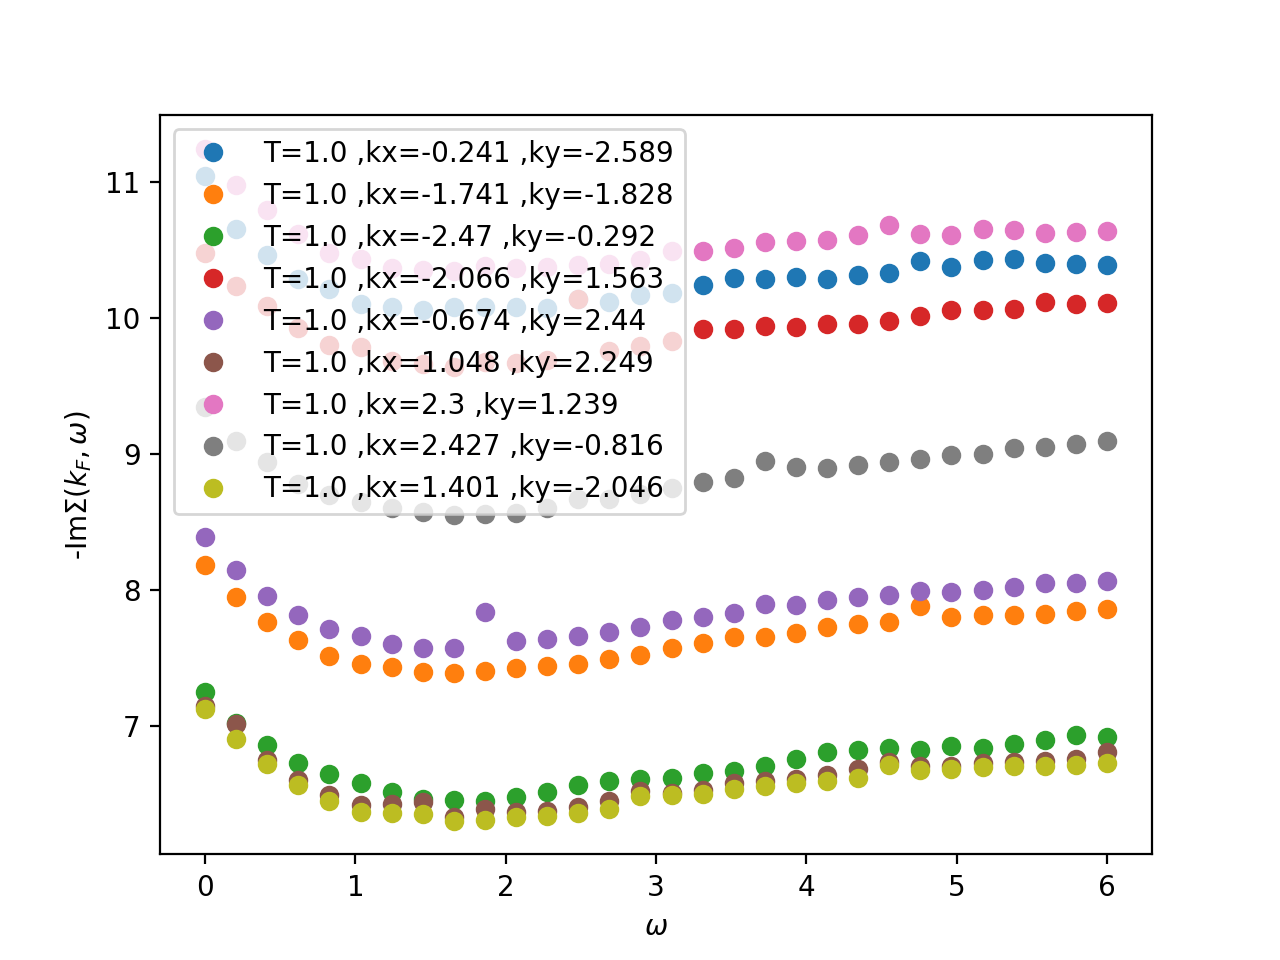 11
10
9
8
7
-ImΣ(k_F, ω)
T=1.0 ,kx=-0.241 ,ky=-2.589
T=1.0 ,kx=-1.741 ,ky=-1.828
T=1.0 ,kx=-2.47 ,ky=-0.292
T=1.0 ,kx=-2.066 ,ky=1.563
T=1.0 ,kx=-0.674 ,ky=2.44
T=1.0 ,kx=1.048 ,ky=2.249
T=1.0 ,kx=2.3 ,ky=1.239
T=1.0 ,kx=2.427 ,ky=-0.816
T=1.0 ,kx=1.401 ,ky=-2.046
0 1 2 3 4 5 6
ω